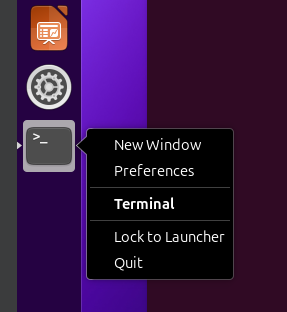 >_
New Window
Preferences
Terminal
Lock to Launcher
Quit